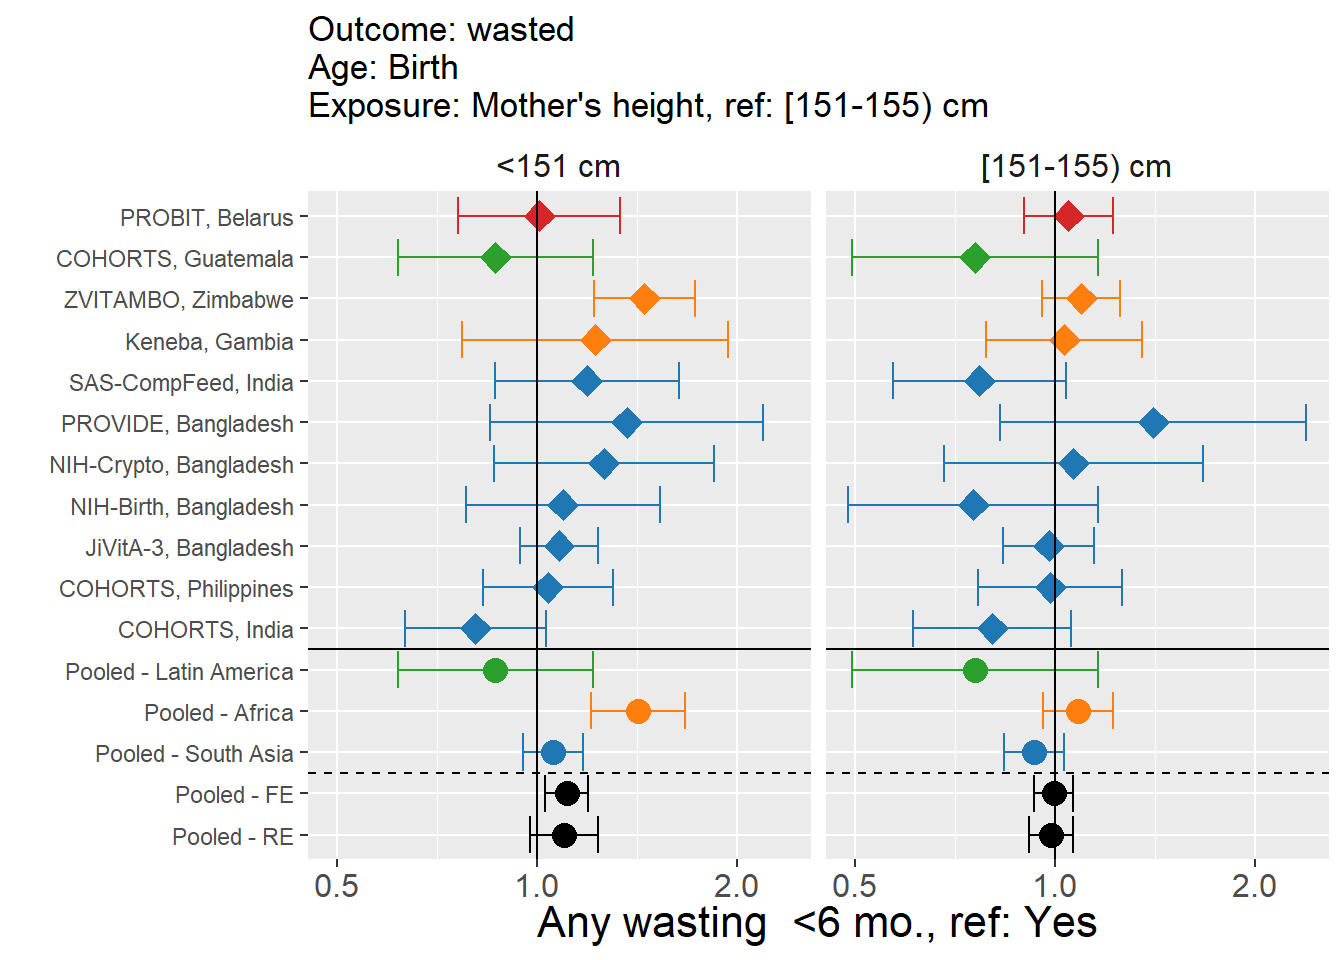 Outcome: wasted
Age: Birth
Exposure: Mother's height, ref: [151-155) cm
<151 cm
[151-155) cm
PROBIT, Belarus
COHORTS, Guatemala
ZVITAMBO, Zimbabwe
Keneba, Gambia
SAS-CompFeed, India
PROVIDE, Bangladesh
NIH-Crypto, Bangladesh
NIH-Birth, Bangladesh
JiVitA-3, Bangladesh
COHORTS, Philippines
COHORTS, India
Pooled - Latin America
Pooled - Africa
Pooled - South Asia
Pooled - FE
Pooled - RE
0.5 1.0 2.0 0.5 1.0 2.0
Any wasting  <6 mo., ref: Yes